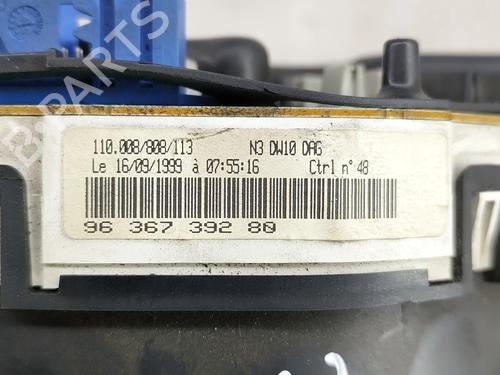 110.008/808/113 N3 DW10 DAG
Le 16/09/1999 à 07:55:16 Ctrl n°48
96 367 392 80